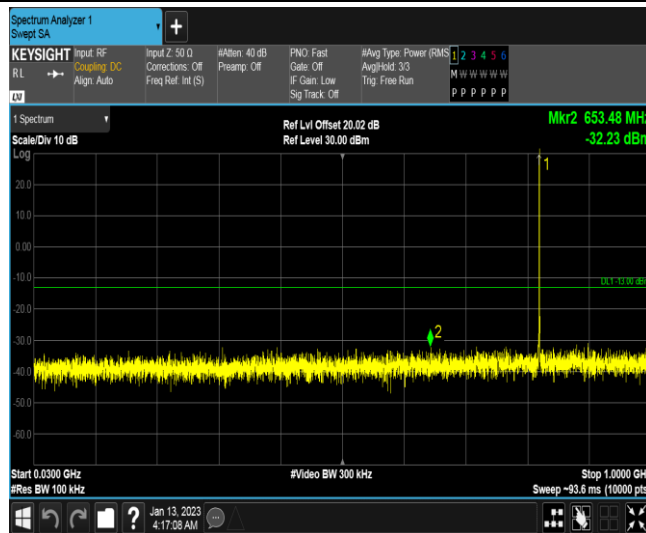 Spectrum Analyzer 1
Swept SA
KEYSIGHT
RL
LXI
Input: RF
Coupling: DC
Align: Auto
Input Z: 50 Ω
Corrections: Off
Freq Ref: Int (S)
#Atten: 40 dB
Preamp: Off
PNO: Fast
Gate: Off
IF Gain: Low
Sig Track: Off
#Avg Type: Power (RMS
Avg|Hold: 3/3
Trig: Free Run
1 2 3 4 5 6
M W W W W W
P P P P P P
1 Spectrum
Scale/Div 10 dB
Log
Ref Lvl Offset 20.02 dB
Ref Level 30.00 dBm
Mkr2 653.48 MHz
-32.23 dBm
1
20.0
10.0
0.00
-10.0
DL1 -13.00 dBm
-20.0
-30.0
2
-40.0
-50.0
-60.0
Start 0.0300 GHz
#Res BW 100 kHz
#Video BW 300 kHz
Stop 1.0000 GH
Sweep ~93.6 ms (10000 pts
?
Jan 13, 2023
4:17:08 AM